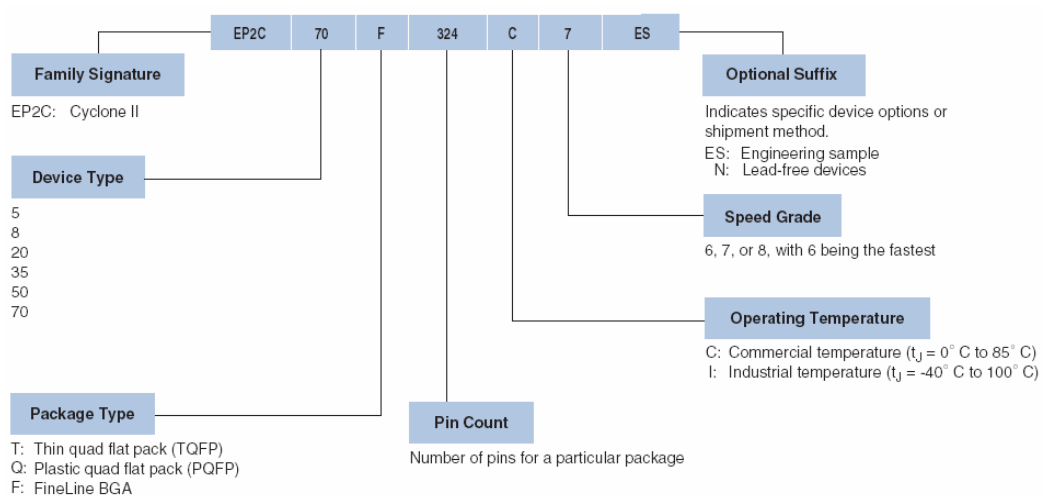 EP2C 70 F 324 C 7 ES
Family Signature
EP2C: Cyclone II
Device Type
5
8
20
35
50
70
Package Type
T: Thin quad flat pack (TQFP)
Q: Plastic quad flat pack (PQFP)
F: FineLine BGA
Pin Count
Number of pins for a particular package
Optional Suffix
Indicates specific device options or
shipment method.
ES: Engineering sample
N: Lead-free devices
Speed Grade
6, 7, or 8, with 6 being the fastest
Operating Temperature
C: Commercial temperature (tJ = 0° C to 85° C)
I: Industrial temperature (tJ = -40° C to 100° C)